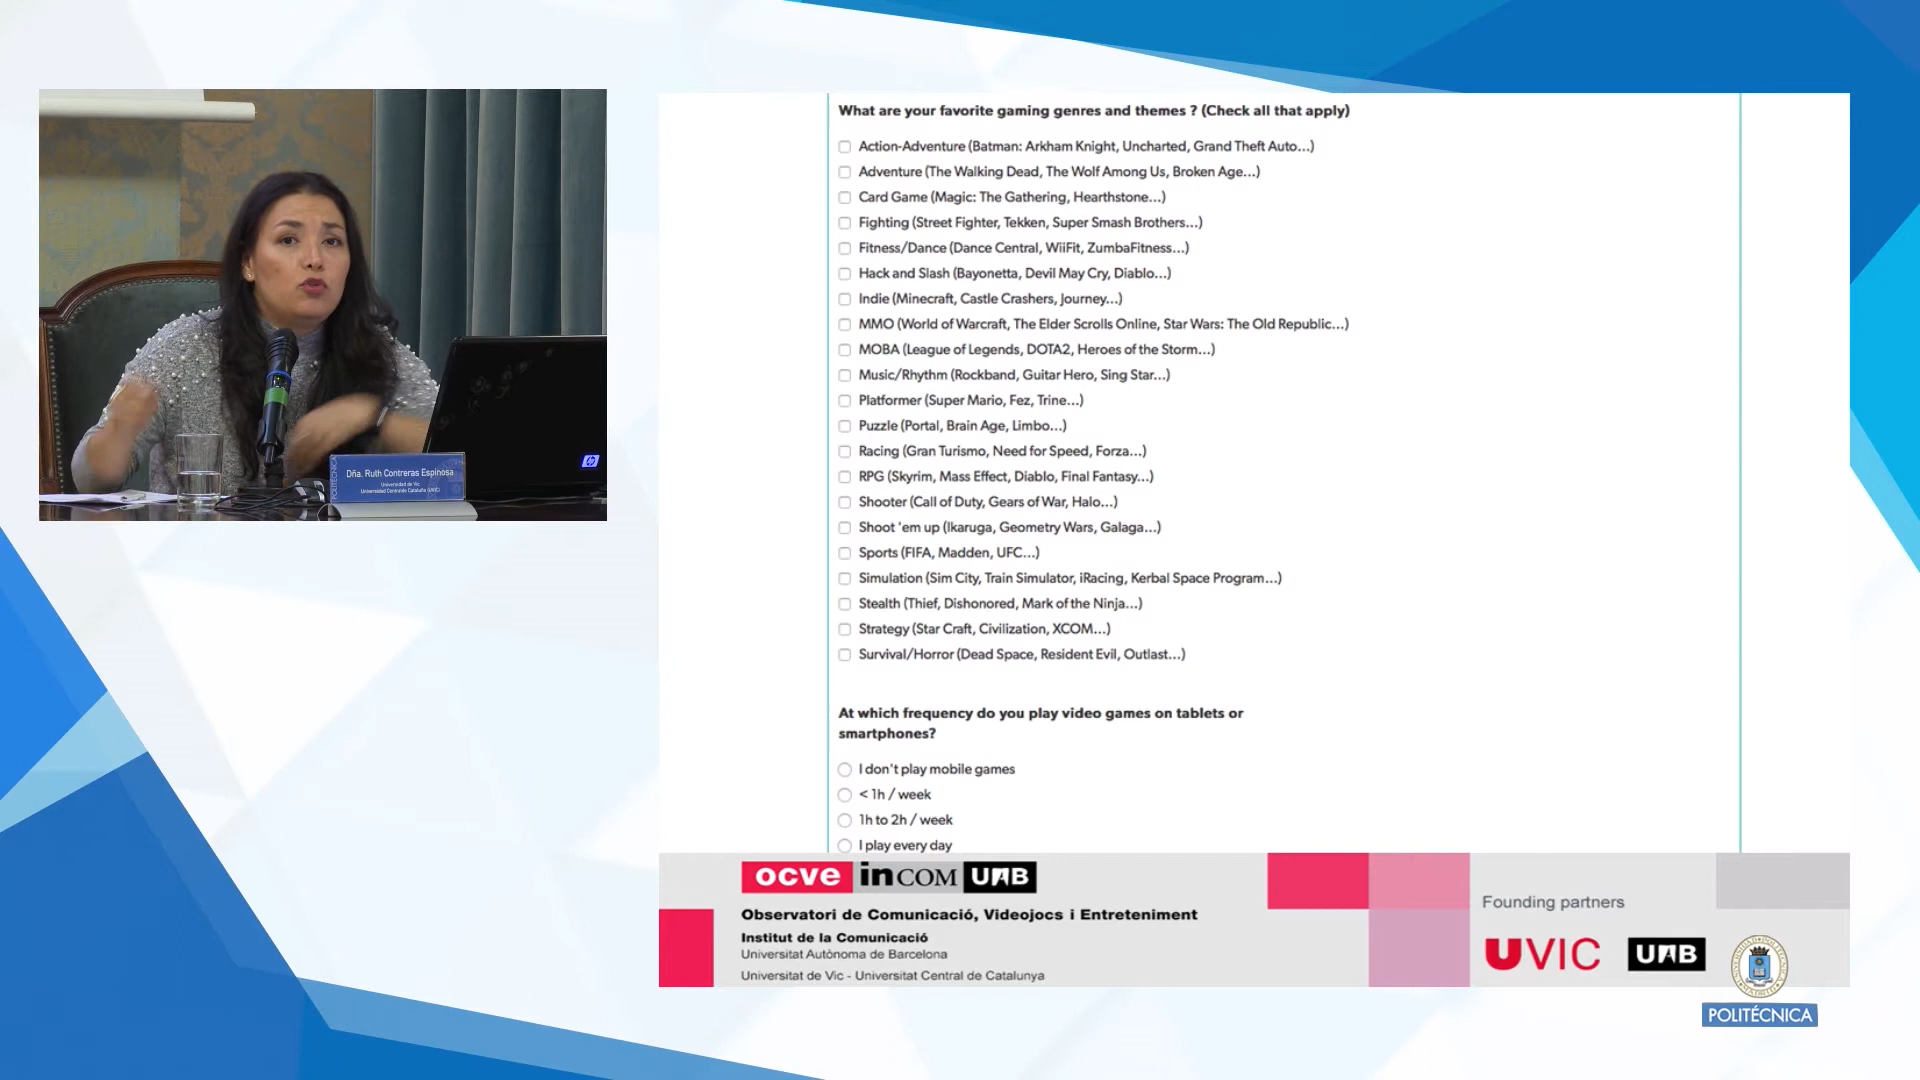 What are your favorite gaming genres and themes ? (Check all that apply)
Action-Adventure (Batman: Arkham Knight, Uncharted, Grand Theft Auto...)
Adventure (The Walking Dead, The Wolf Among Us, Broken Age...)
Card Game (Magic: The Gathering, Hearthstone...)
Fighting (Street Fighter, Tekken, Super Smash Brothers...)
Fitness/Dance (Dance Central, WiiFit, ZumbaFitness...)
Hack and Slash (Bayonetta, Devil May Cry, Diablo...)
Indie (Minecraft, Castle Crashers, Journey...)
MMO (World of Warcraft, The Elder Scrolls Online, Star Wars: The Old Republic...)
MOBA (League of Legends, DOTA2, Heroes of the Storm...)
Music/Rhythm (Rockband, Guitar Hero, Sing Star...)
Platformer (Super Mario, Fez, Trine...)
Puzzle (Portal, Brain Age, Limbo...)
Racing (Gran Turismo, Need for Speed, Forza...)
RPG (Skyrim, Mass Effect, Diablo, Final Fantasy...)
Shooter (Call of Duty, Gears of War, Halo...)
Shoot 'em up (Ikaruga, Geometry Wars, Galaga...)
Sports (FIFA, Madden, UFC...)
Simulation (Sim City, Train Simulator, iRacing, Kerbal Space Program...)
Stealth (Thief, Dishonored, Mark of the Ninja...)
Strategy (Star Craft, Civilization, XCOM...)
Survival/Horror (Dead Space, Resident Evil, Outlast...)
At which frequency do you play video games on tablets or
smartphones?
I don't play mobile games
< 1h / week
1h to 2h / week
I play every day
Dña. Ruth Contreras Espinosa
Universidad de Vic
Universidad Central de Cataluña (UVIC)
POLITÉCNICA
hp
ocve inCOM UAB
Observatori de Comunicació, Videojocs i Entreteniment
Institut de la Comunicació
Universitat Autònoma de Barcelona
Universitat de Vic - Universitat Central de Catalunya
Founding partners
UVIC UAB
POLITÉCNICA